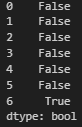 0    False
1    False
2    False
3    False
4    False
5    False
6     True
dtype: bool